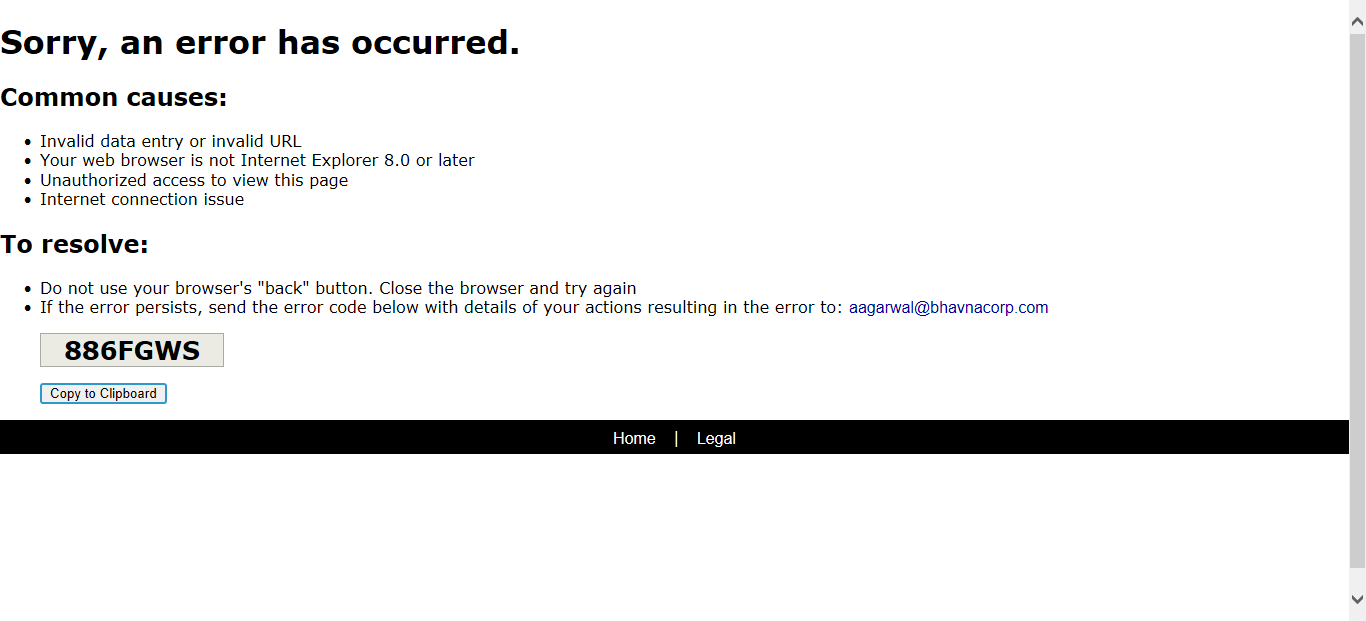 Sorry, an error has occurred.
Common causes:
Invalid data entry or invalid URL
Your web browser is not Internet Explorer 8.0 or later
Unauthorized access to view this page
Internet connection issue
To resolve:
Do not use your browser's "back" button. Close the browser and try again
If the error persists, send the error code below with details of your actions resulting in the error to: aagarwal@bhavnacorp.com
886FGWS
Copy to Clipboard
Home | Legal